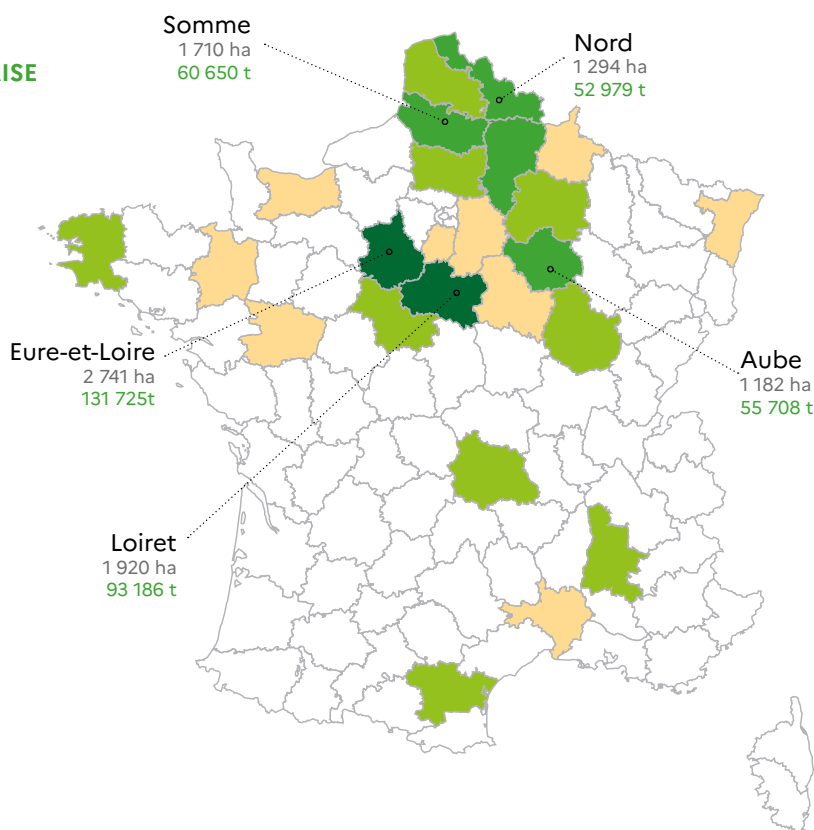 Somme
1 710 ha
60 650 t
Nord
1 294 ha
52 979 t
ISE
Eure-et-Loire
2 741 ha
131 725t
Aube
1 182 ha
55 708 t
Loiret
1 920 ha
93 186 t